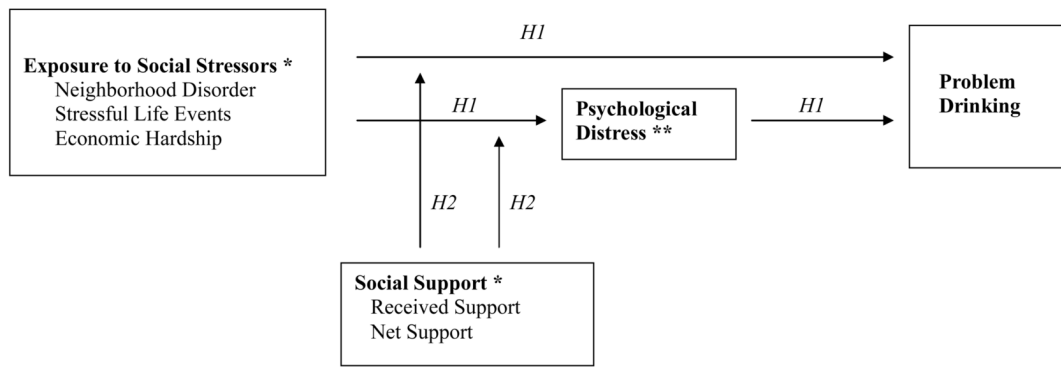 H1
Exposure to Social Stressors *
Neighborhood Disorder
Stressful Life Events
Economic Hardship
H1
Psychological
Distress **
H1
Problem
Drinking
H2
H2
Social Support *
Received Support
Net Support